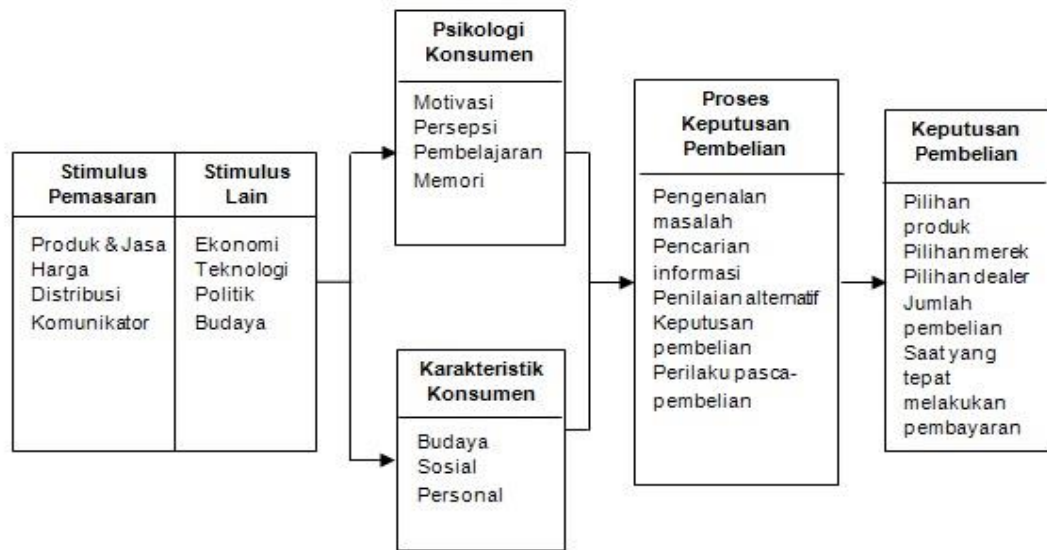 Stimulus
Pemasaran
Produk & Jasa
Harga
Distribusi
Komunikator
Stimulus
Lain
Ekonomi
Teknologi
Politik
Budaya
Psikologi
Konsumen
Motivasi
Persepsi
Pembelajaran
Memori
Karakteristik
Konsumen
Budaya
Sosial
Personal
Proses
Keputusan
Pembelian
Pengenalan
masalah
Pencarian
informasi
Penilaian alternatif
Keputusan
pembelian
Perilaku pasca-
pembelian
Keputusan
Pembelian
Pilihan
produk
Pilihan merek
Pilihan dealer
Jumlah
pembelian
Saat yang
tepat
melakukan
pembayaran